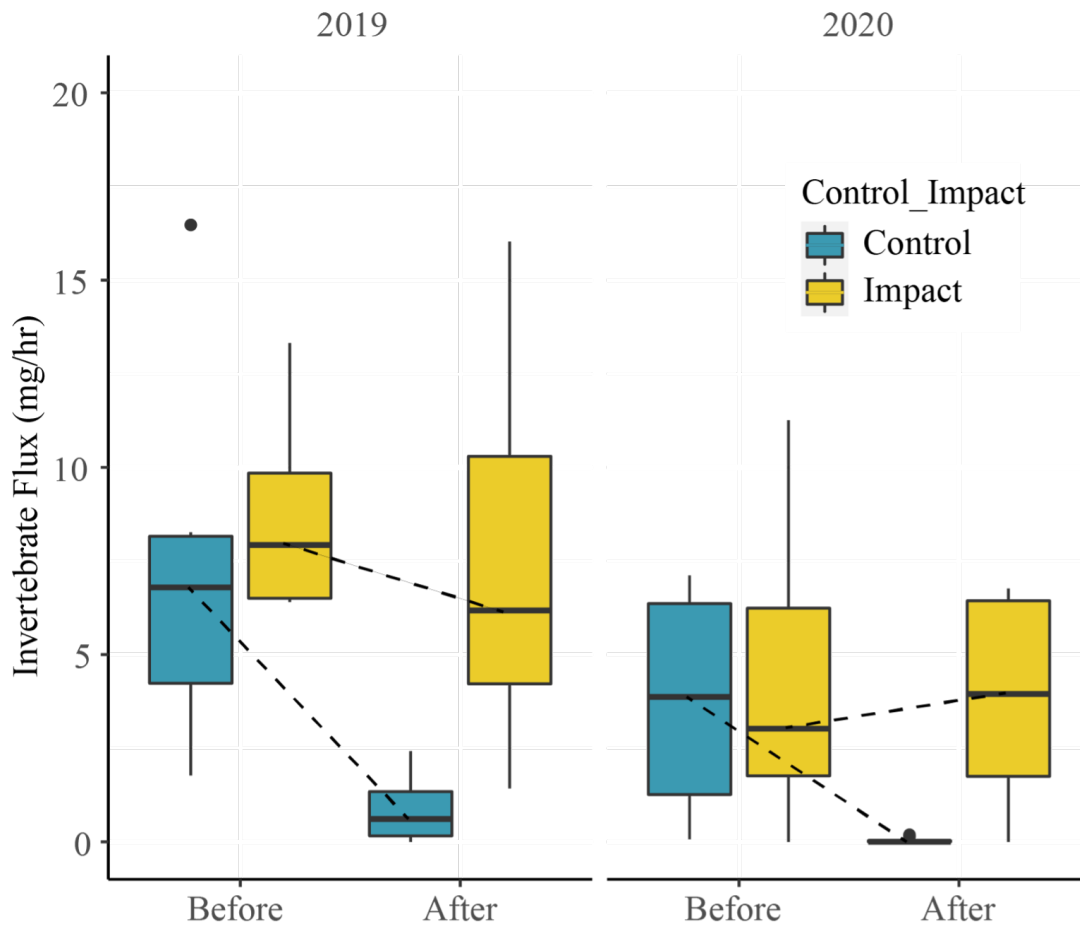 2019 2020
Invertebrate Flux (mg/hr)
20
15
10
5
0
Control_Impact
Control
Impact
Before After Before After